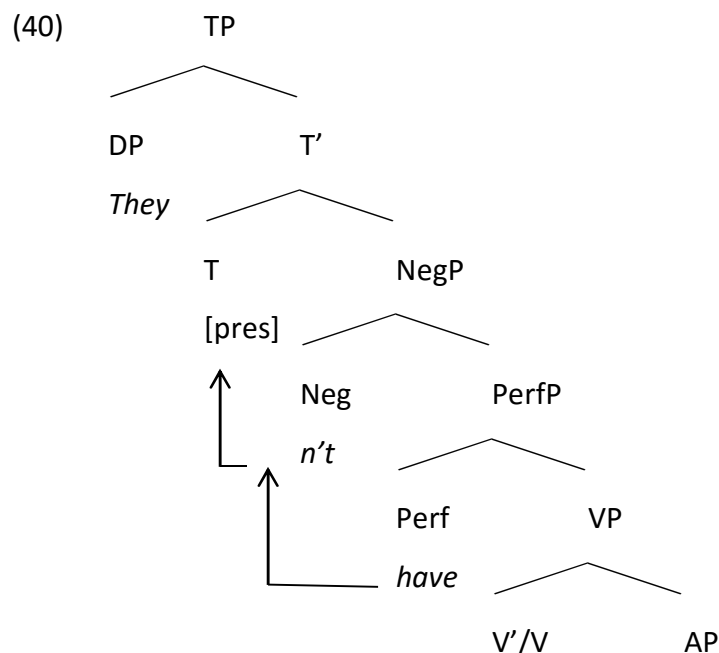 (40) TP
DP T’
They
T NegP
[pres]
Neg PerfP
n’t
Perf VP
have
V’/V AP